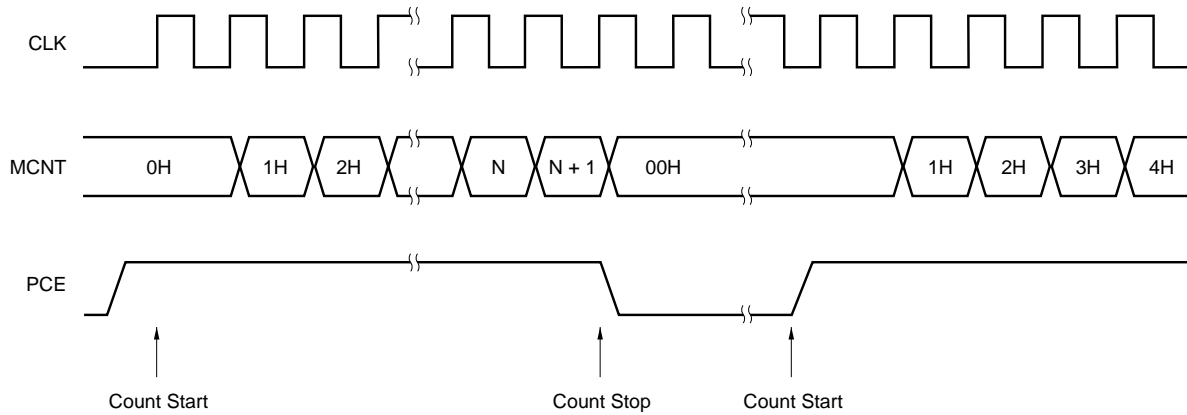 CLK
MCNT
0H
1H
2H
N
N + 1
00H
1H
2H
3H
4H
PCE
Count Start
Count Stop
Count Start